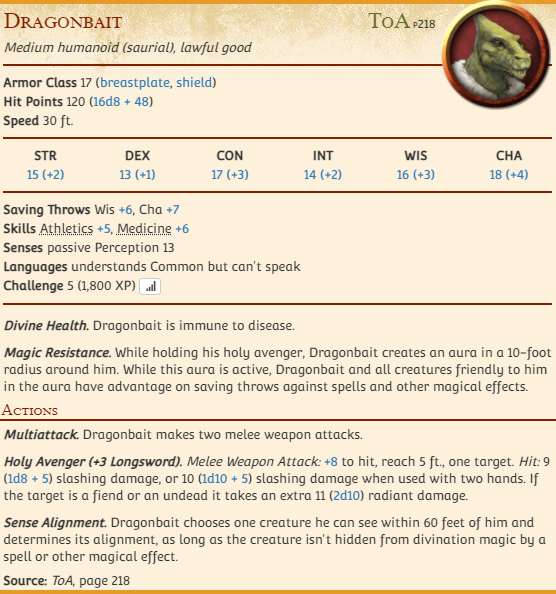 Dragonbait
ToA p218
Medium humanoid (saurial), lawful good
Armor Class 17 (breastplate, shield)
Hit Points 120 (16d8 + 48)
Speed 30 ft.
STR DEX CON INT WIS CHA
15 (+2) 13 (+1) 17 (+3) 14 (+2) 16 (+3) 18 (+4)
Saving Throws Wis +6, Cha +7
Skills Athletics +5, Medicine +6
Senses passive Perception 13
Languages understands Common but can't speak
Challenge 5 (1,800 XP)
Divine Health. Dragonbait is immune to disease.
Magic Resistance. While holding his holy avenger, Dragonbait creates an aura in a 10-foot
radius around him. While this aura is active, Dragonbait and all creatures friendly to him
in the aura have advantage on saving throws against spells and other magical effects.
Actions
Multiattack. Dragonbait makes two melee weapon attacks.
Holy Avenger (+3 Longsword). Melee Weapon Attack: +8 to hit, reach 5 ft., one target. Hit: 9
(1d8 + 5) slashing damage, or 10 (1d10 + 5) slashing damage when used with two hands. If
the target is a fiend or an undead it takes an extra 11 (2d10) radiant damage.
Sense Alignment. Dragonbait chooses one creature he can see within 60 feet of him and
determines its alignment, as long as the creature isn't hidden from divination magic by a
spell or other magical effect.
Source: ToA, page 218